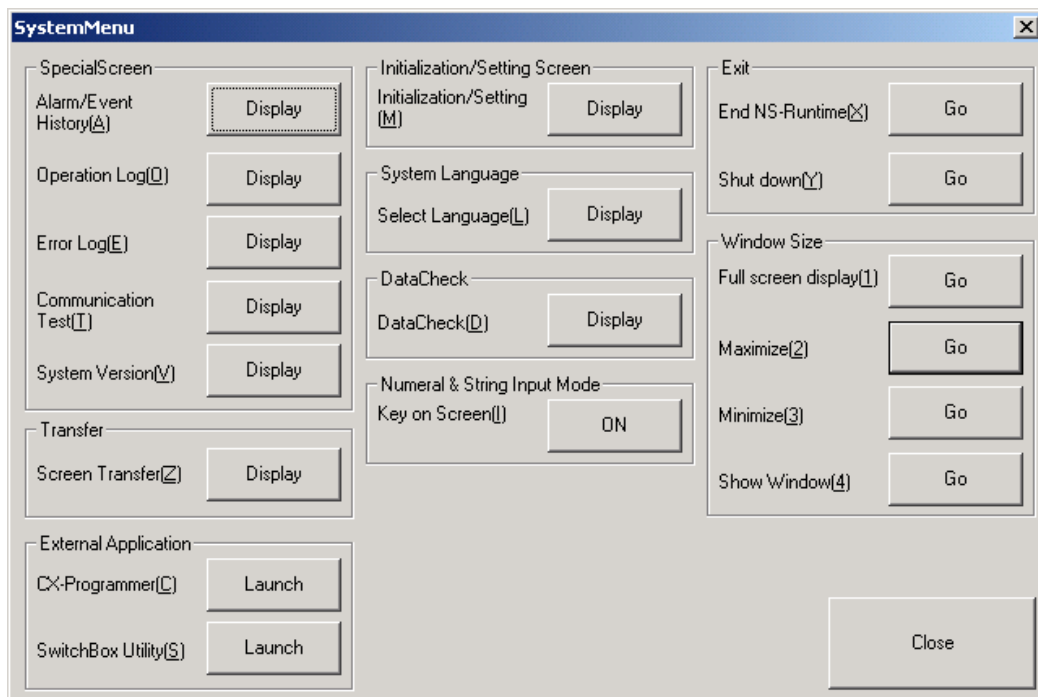 SystemMenu
SpecialScreen
Alarm/Event
History(A)
Display
Operation Log(O)
Display
Error Log(E)
Display
Communication
Test(T)
Display
System Version(V)
Display
Transfer
Screen Transfer(Z)
Display
External Application
CX-Programmer(C)
Launch
SwitchBox Utility(S)
Launch
Initialization/Setting Screen
Initialization/Setting
(M)
Display
System Language
Select Language(L)
Display
DataCheck
DataCheck(D)
Display
Numeral & String Input Mode
Key on Screen(I)
ON
Exit
End NS-Runtime(X)
Go
Shut down(Y)
Go
Window Size
Full screen display(1)
Go
Maximize(2)
Go
Minimize(3)
Go
Show Window(4)
Go
Close